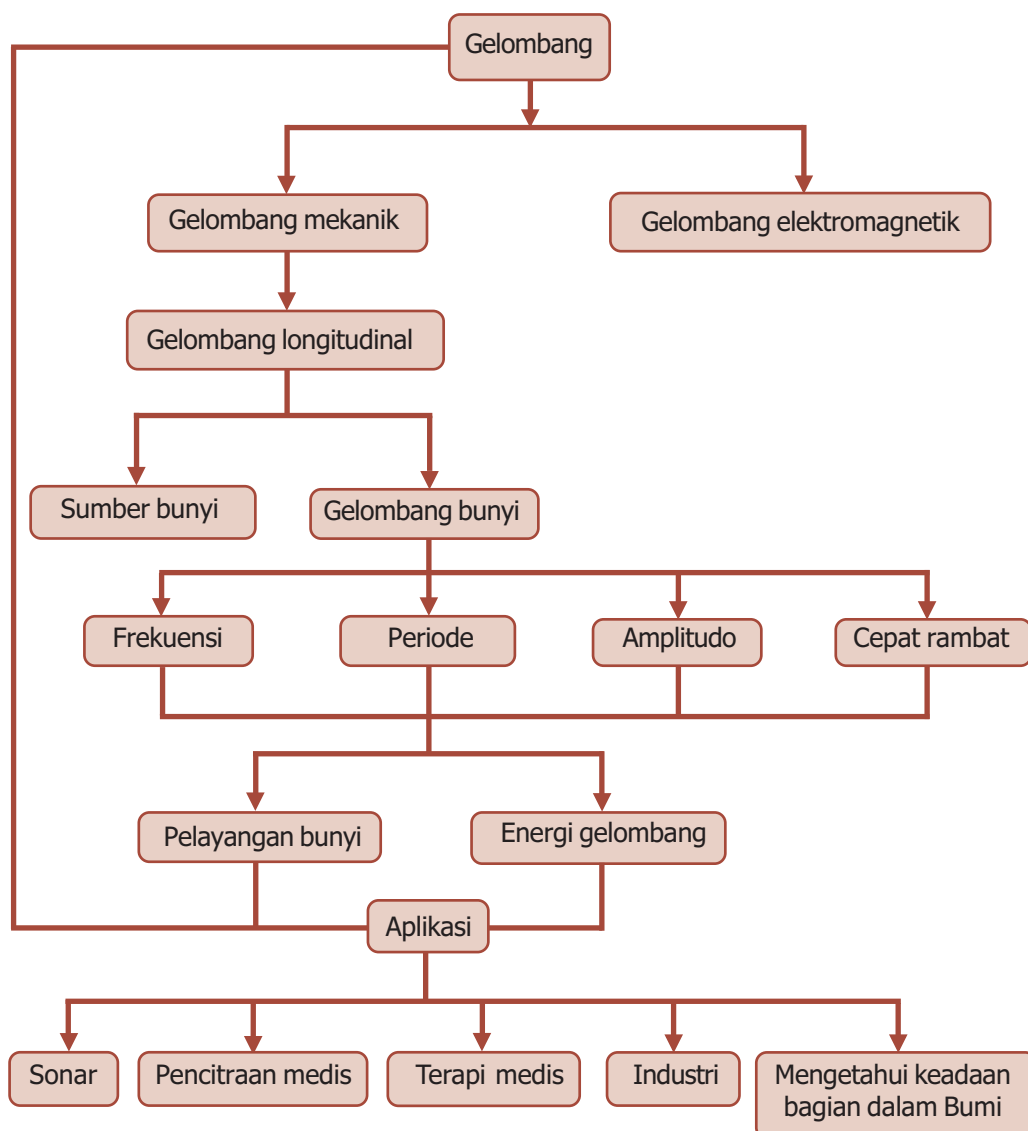 Gelombang
Gelombang mekanik
Gelombang elektromagnetik
Gelombang longitudinal
Sumber bunyi
Gelombang bunyi
Frekuensi
Periode
Amplitudo
Cepat rambat
Pelayangan bunyi
Energi gelombang
Aplikasi
Sonar
Pencitraan medis
Terapi medis
Industri
Mengetahui keadaan
bagian dalam Bumi